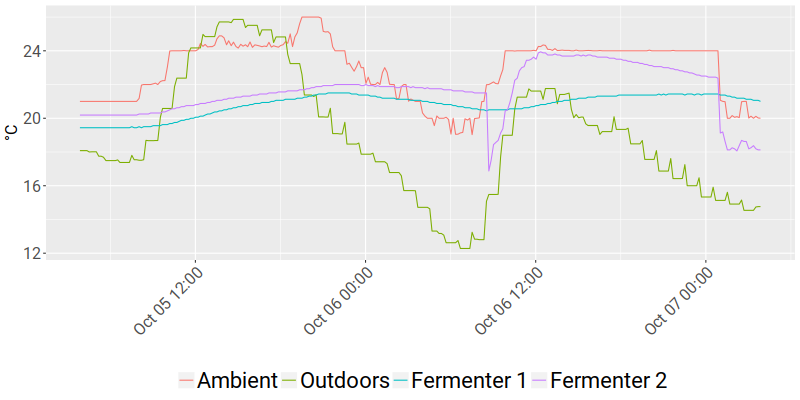 °C
24
20
16
12
Oct 05 12:00
Oct 06 00:00
Oct 06 12:00
Oct 07 00:00
Ambient Outdoors Fermenter 1 Fermenter 2